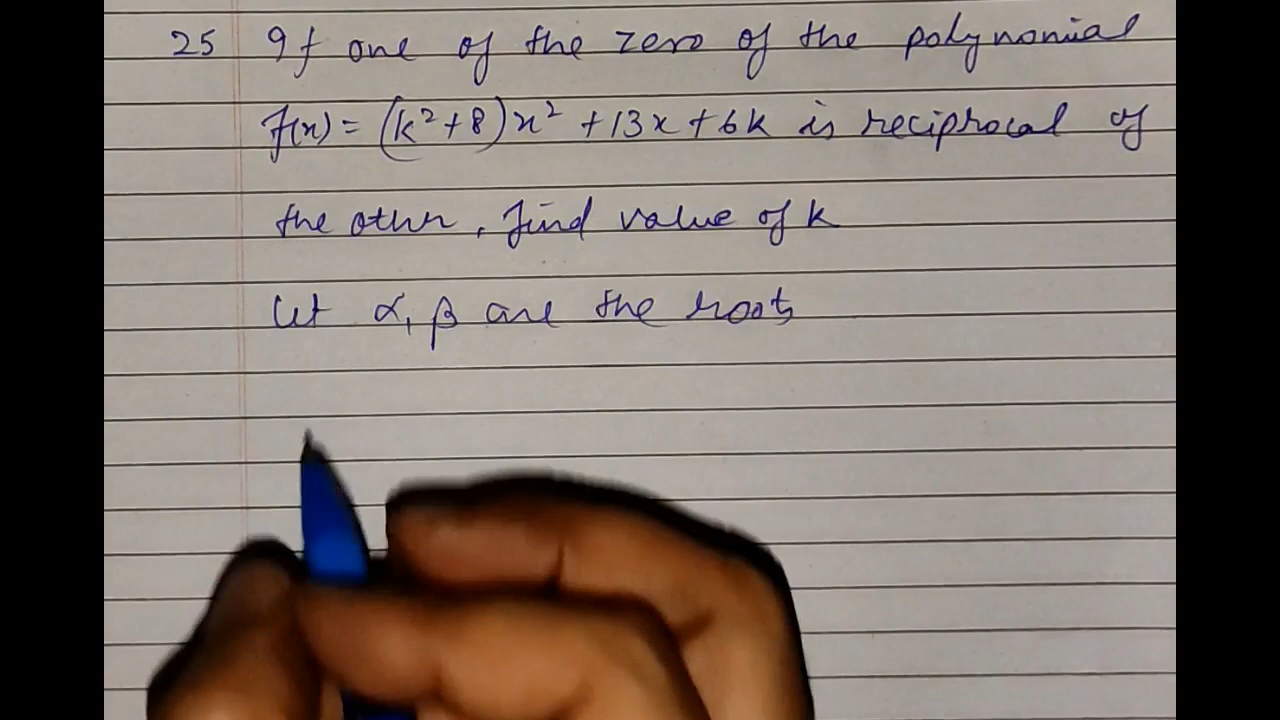 25 If one of the zero of the polynomial
f(x) = (k²+8)x² + 13x + 6k is reciprocal of
the other, find value of k
let α, β are the roots